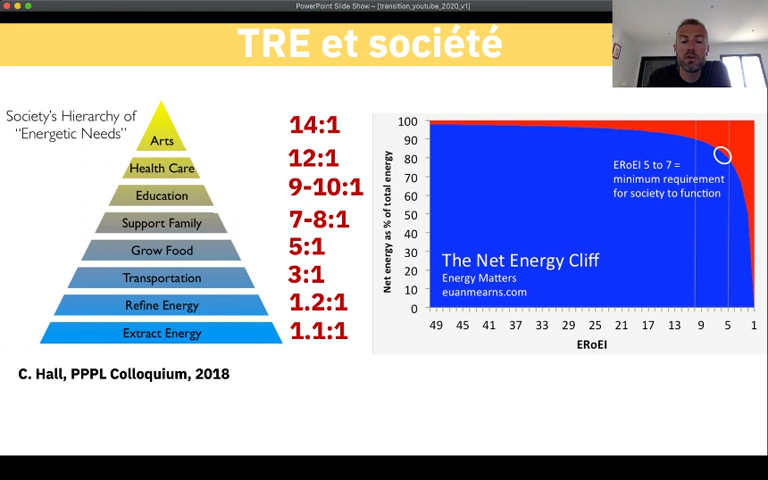 PowerPoint Slide Show – [transition_youtube_2020_v1]
TRE et société
Society's Hierarchy of
"Energetic Needs"
Arts
14:1
Health Care
12:1
Education
9-10:1
Support Family
7-8:1
Grow Food
5:1
Transportation
3:1
Refine Energy
1.2:1
Extract Energy
1.1:1
C. Hall, PPPL Colloquium, 2018
Net energy as % of total energy
100
90
80
70
60
50
40
30
20
10
0
ERoEI 5 to 7 =
minimum requirement
for society to function
The Net Energy Cliff
Energy Matters
euanmearns.com
49 45 41 37 33 29 25 21 17 13 9 5 1
ERoEI